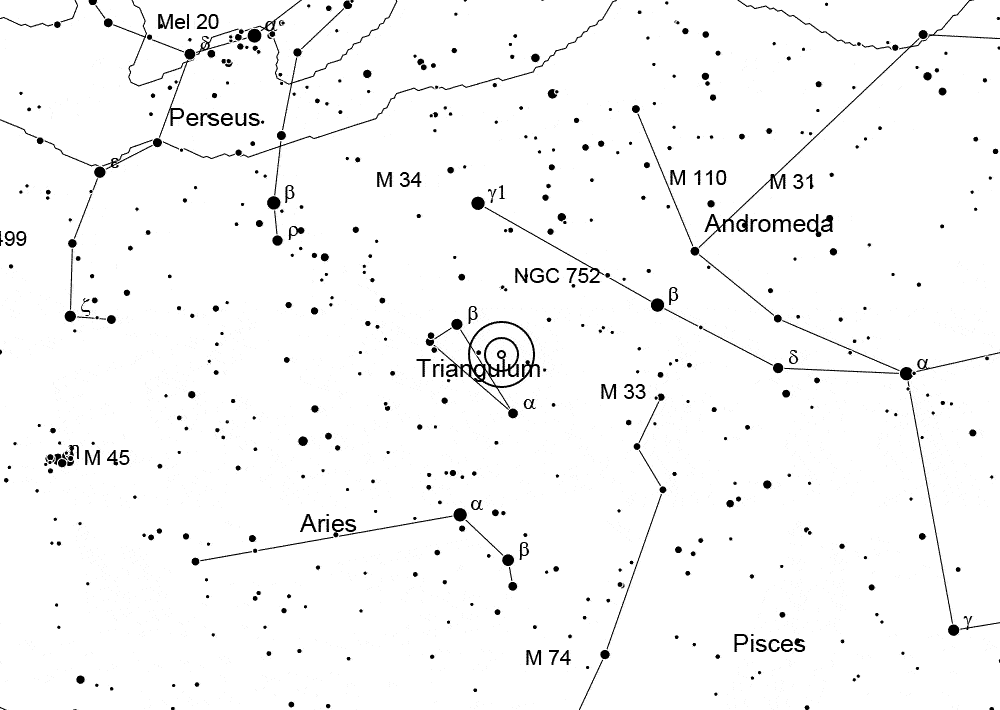 Mel 20
α
δ
Perseus
ε
M 34
M 110
M 31
β
γ1
Andromeda
ρ
499
NGC 752
β
ζ
β
δ
α
Triangulum
α
M 33
η
M 45
α
Aries
β
γ
Pisces
M 74